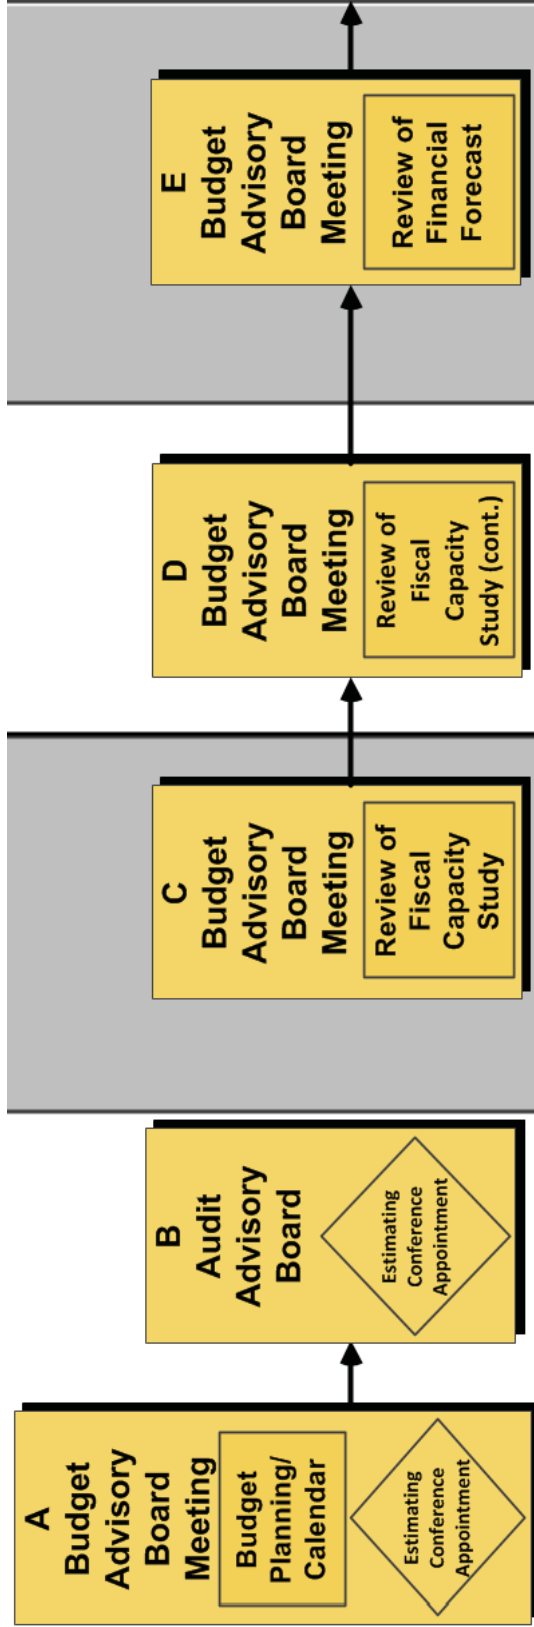 A
Budget
Advisory
Board
Meeting
Budget
Planning/
Calendar
Estimating
Conference
Appointment
B
Audit
Advisory
Board
Estimating
Conference
Appointment
C
Budget
Advisory
Board
Meeting
Review of
Fiscal
Capacity
Study
D
Budget
Advisory
Board
Meeting
Review of
Fiscal
Capacity
Study (cont.)
E
Budget
Advisory
Board
Meeting
Review of
Financial
Forecast